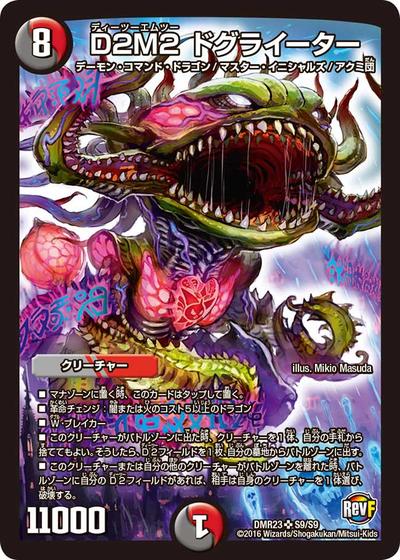 8
ディーツーエムツー
D2M2 ドグライーター
デーモン・コマンド・ドラゴン/マスター・イニシャルズ/アクミ団
illus. Mikio Masuda
クリーチャー
■ マナゾーンに置く時、このカードはタップして置く。
■ 革命チェンジ:闇または火のコスト5以上のドラゴン
■ W・ブレイカー
■ このクリーチャーがバトルゾーンに出た時、クリーチャーを1体、自分の手札から
捨ててもよい。そうしたら、D2フィールドを1枚、自分の墓地からバトルゾーンに出す。
■ このクリーチャーまたは自分の他のクリーチャーがバトルゾーンを離れた時、バト
ルゾーンに自分のD2フィールドがあれば、相手は自身のクリーチャーを1体選び、
破壊する。
RevF
11000
1
DMR23 S9/S9
©2016 Wizards/Shogakukan/Mitsui-Kids